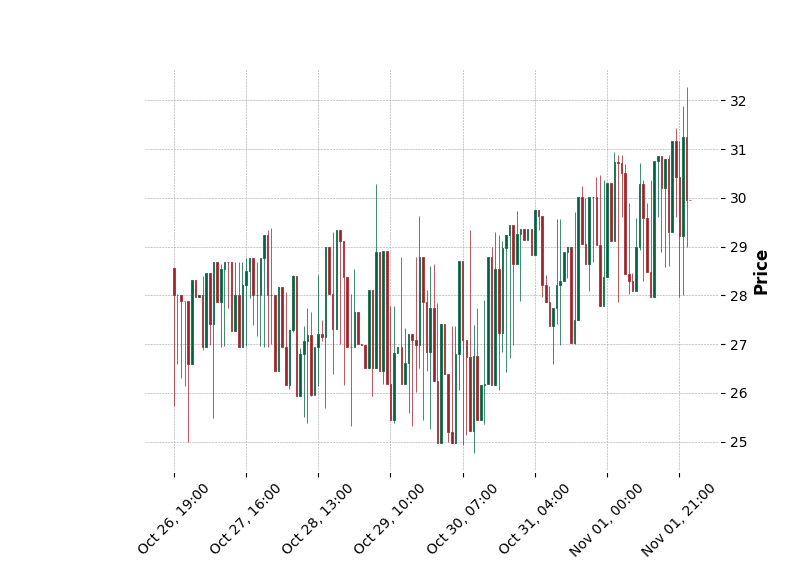 32
31
30
29
28
27
26
25
Price
Oct 26, 19:00
Oct 27, 16:00
Oct 28, 13:00
Oct 29, 10:00
Oct 30, 07:00
Oct 31, 04:00
Nov 01, 00:00
Nov 01, 21:00